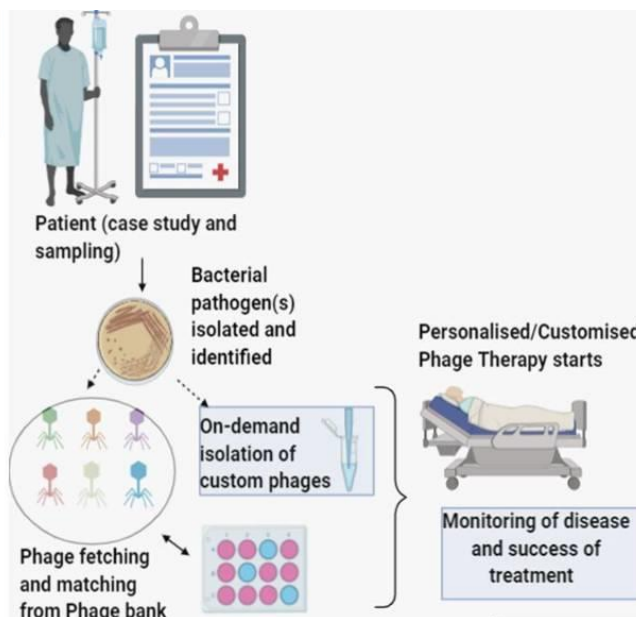 Patient (case study and
sampling)
Bacterial
pathogen(s)
isolated and
identified
Personalised/Customised
Phage Therapy starts
On-demand
isolation of
custom phages
Monitoring of disease
and success of
treatment
Phage fetching
and matching
from Phage bank